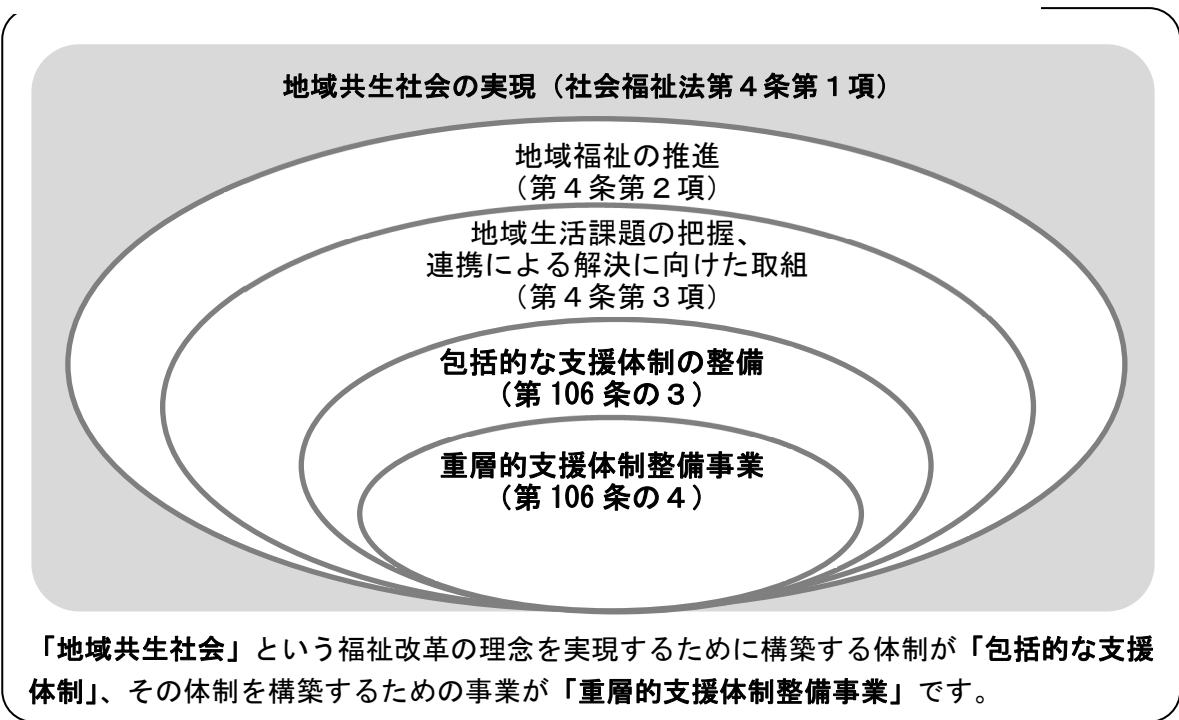 地域共生社会の実現（社会福祉法第４条第１項）
地域福祉の推進
（第４条第２項）
地域生活課題の把握、
連携による解決に向けた取組
（第４条第３項）
包括的な支援体制の整備
（第 106 条の３）
重層的支援体制整備事業
（第 106 条の４）
「地域共生社会」という福祉改革の理念を実現するために構築する体制が「包括的な支援
体制」、その体制を構築するための事業が「重層的支援体制整備事業」です。